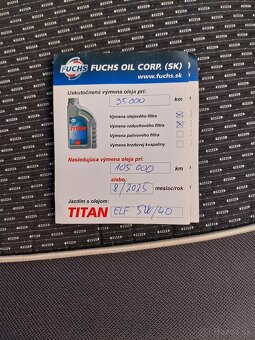 FUCHS
FUCHS OIL CORP. (SK)
www.fuchs.sk
Uskutočnená výmena oleja pri:
95 000 km
Výmena olejového filtra
Výmena vzduchového filtra
Výmena palivového filtra
Výmena brzdovej kvapaliny
TITAN
Nasledujúca výmena oleja pri:
105 000 km
alebo,
8/2025 mesiac/rok
Jazdím s olejom:
TITAN ELF 5W/40